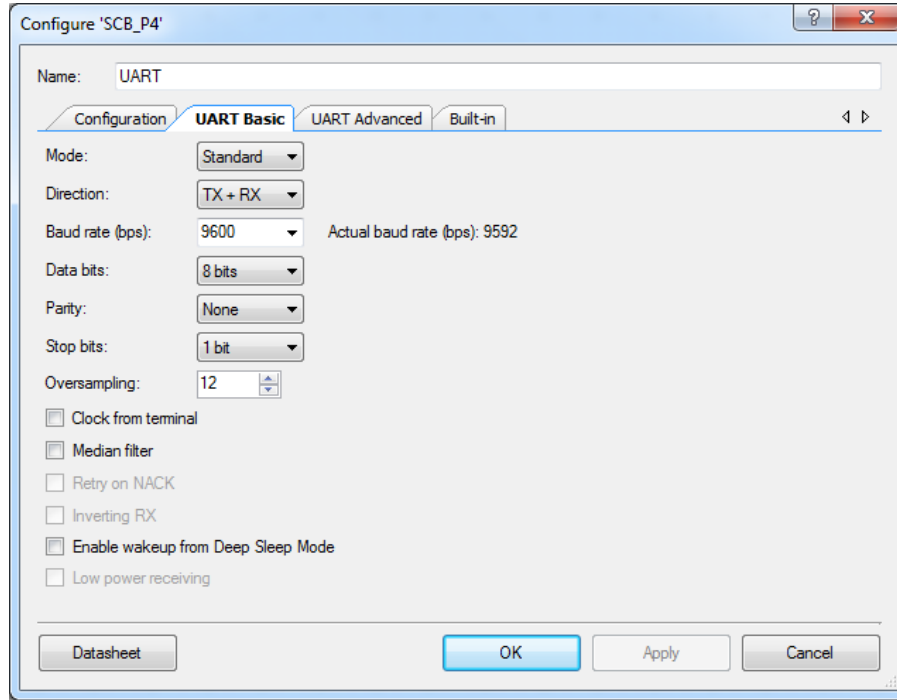 Configure 'SCB_P4'
Name: UART
Configuration UART Basic UART Advanced Built-in
Mode: Standard
Direction: TX + RX
Baud rate (bps): 9600 Actual baud rate (bps): 9592
Data bits: 8 bits
Parity: None
Stop bits: 1 bit
Oversampling: 12
Clock from terminal
Median filter
Retry on NACK
Inverting RX
Enable wakeup from Deep Sleep Mode
Low power receiving
Datasheet OK Apply Cancel